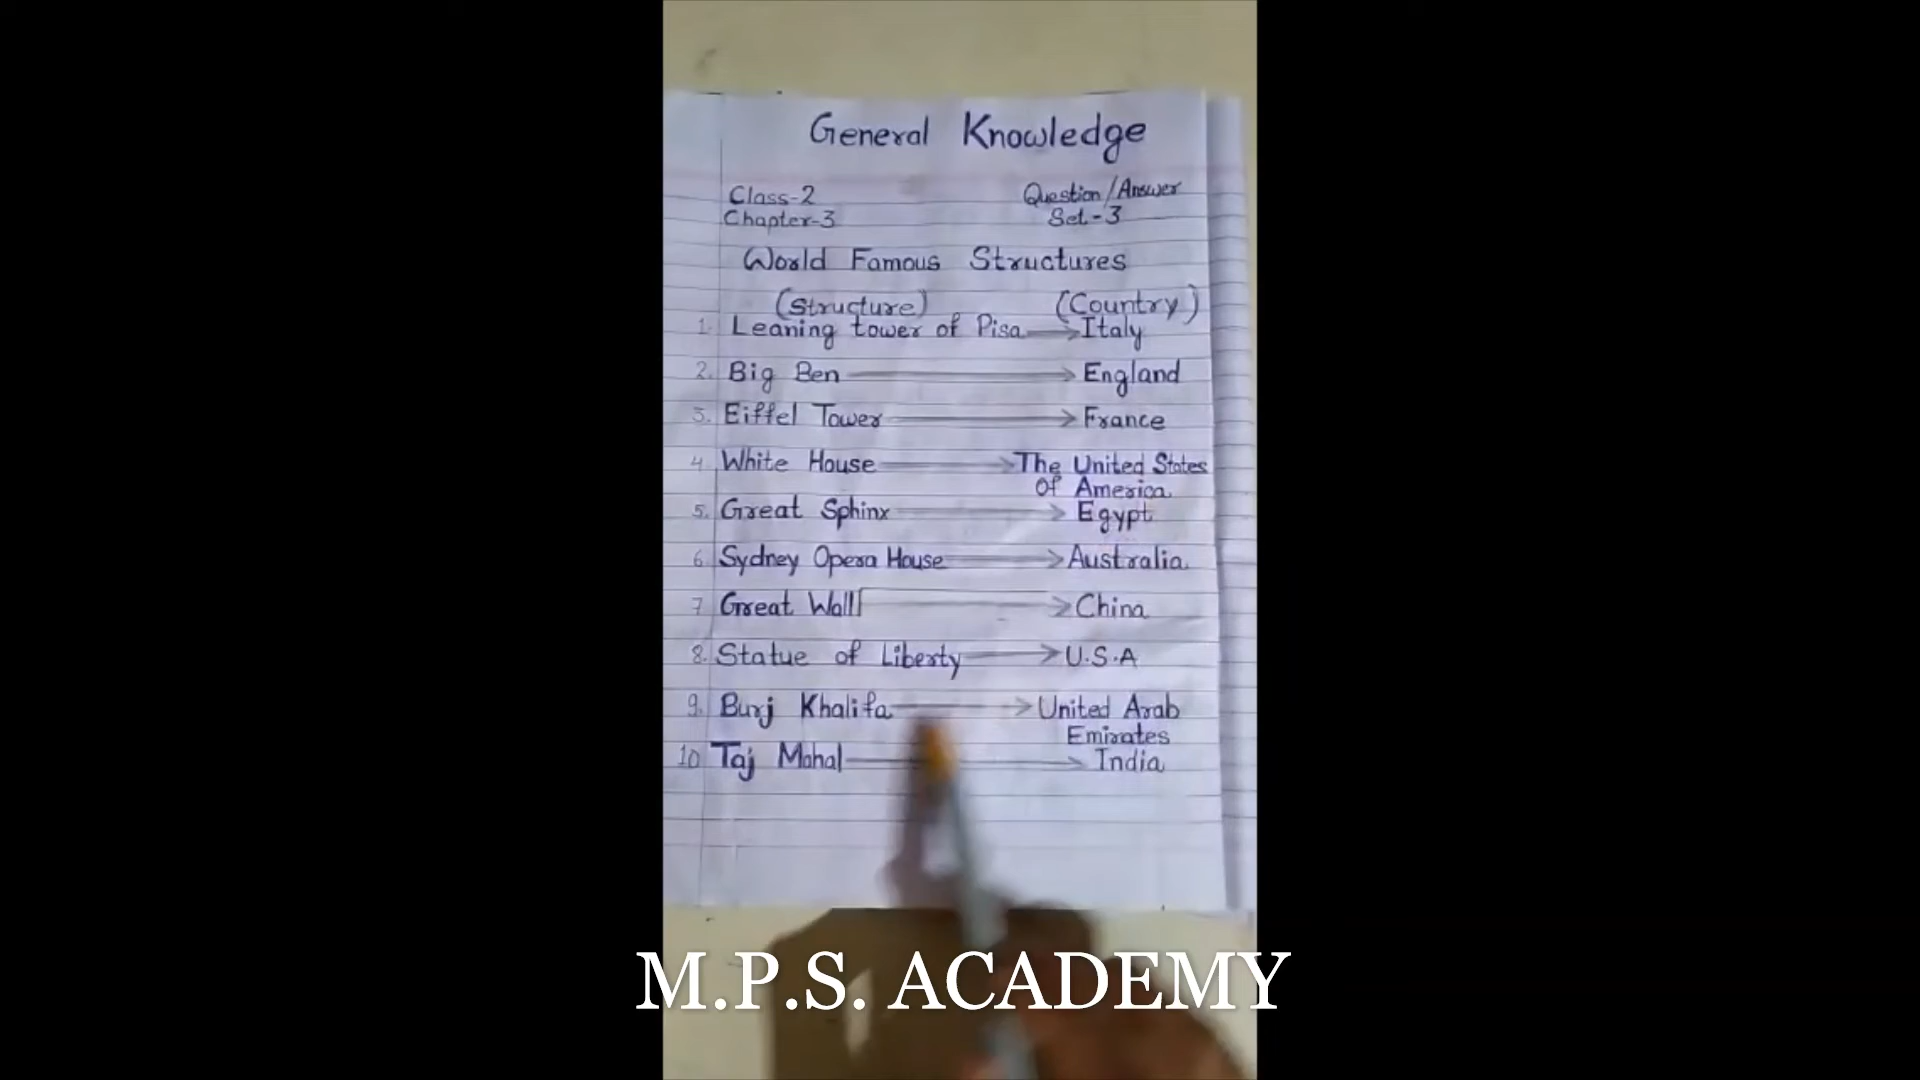 General Knowledge
Class-2 Question/Answer
Chapter-3 Set-3
World Famous Structures
(Structure) (Country)
1. Leaning tower of Pisa → Italy
2. Big Ben → England
3. Eiffel Tower → France
4. White House → The United States
Of America
5. Great Sphinx → Egypt
6. Sydney Opera House → Australia
7. Great Wall → China
8. Statue of Liberty → U.S.A
9. Burj Khalifa → United Arab
Emirates
10 Taj Mahal → India
M.P.S. ACADEMY